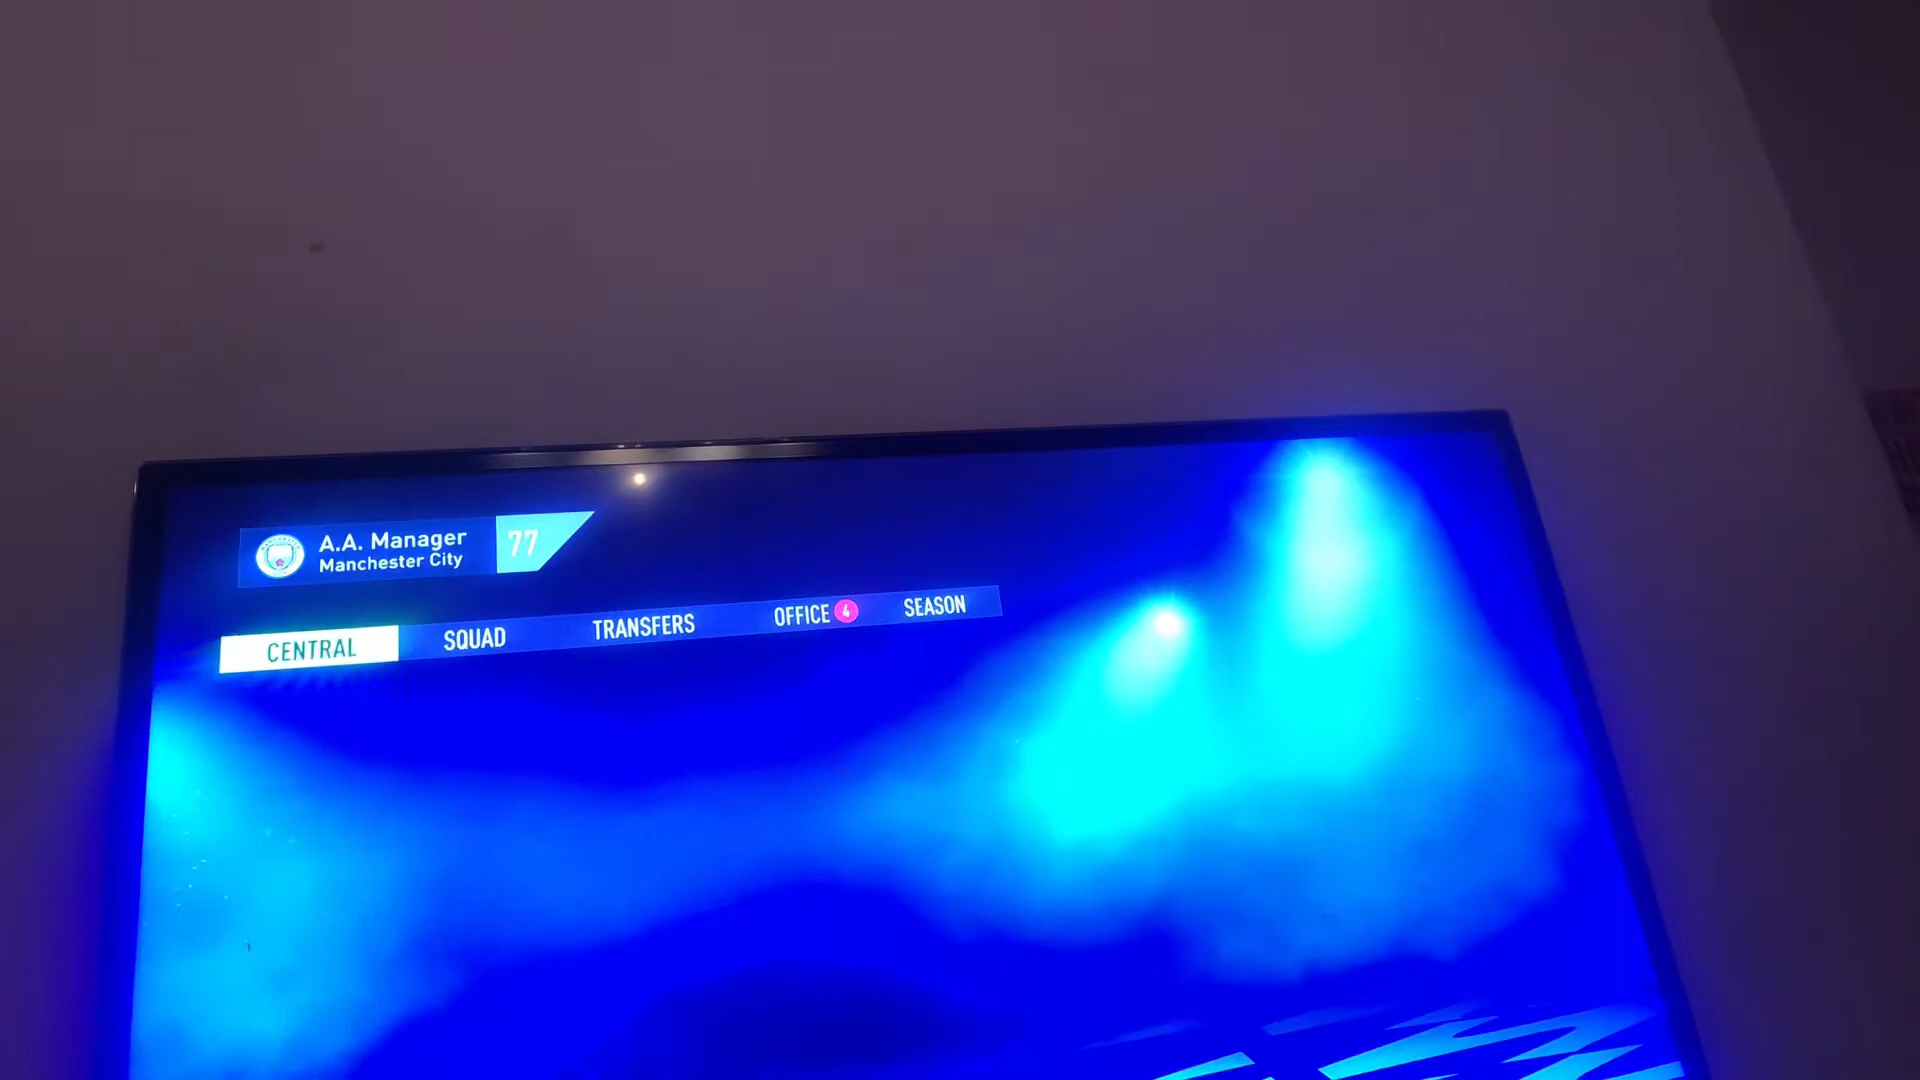 A.A. Manager
Manchester City
77
CENTRAL SQUAD TRANSFERS OFFICE 4 SEASON